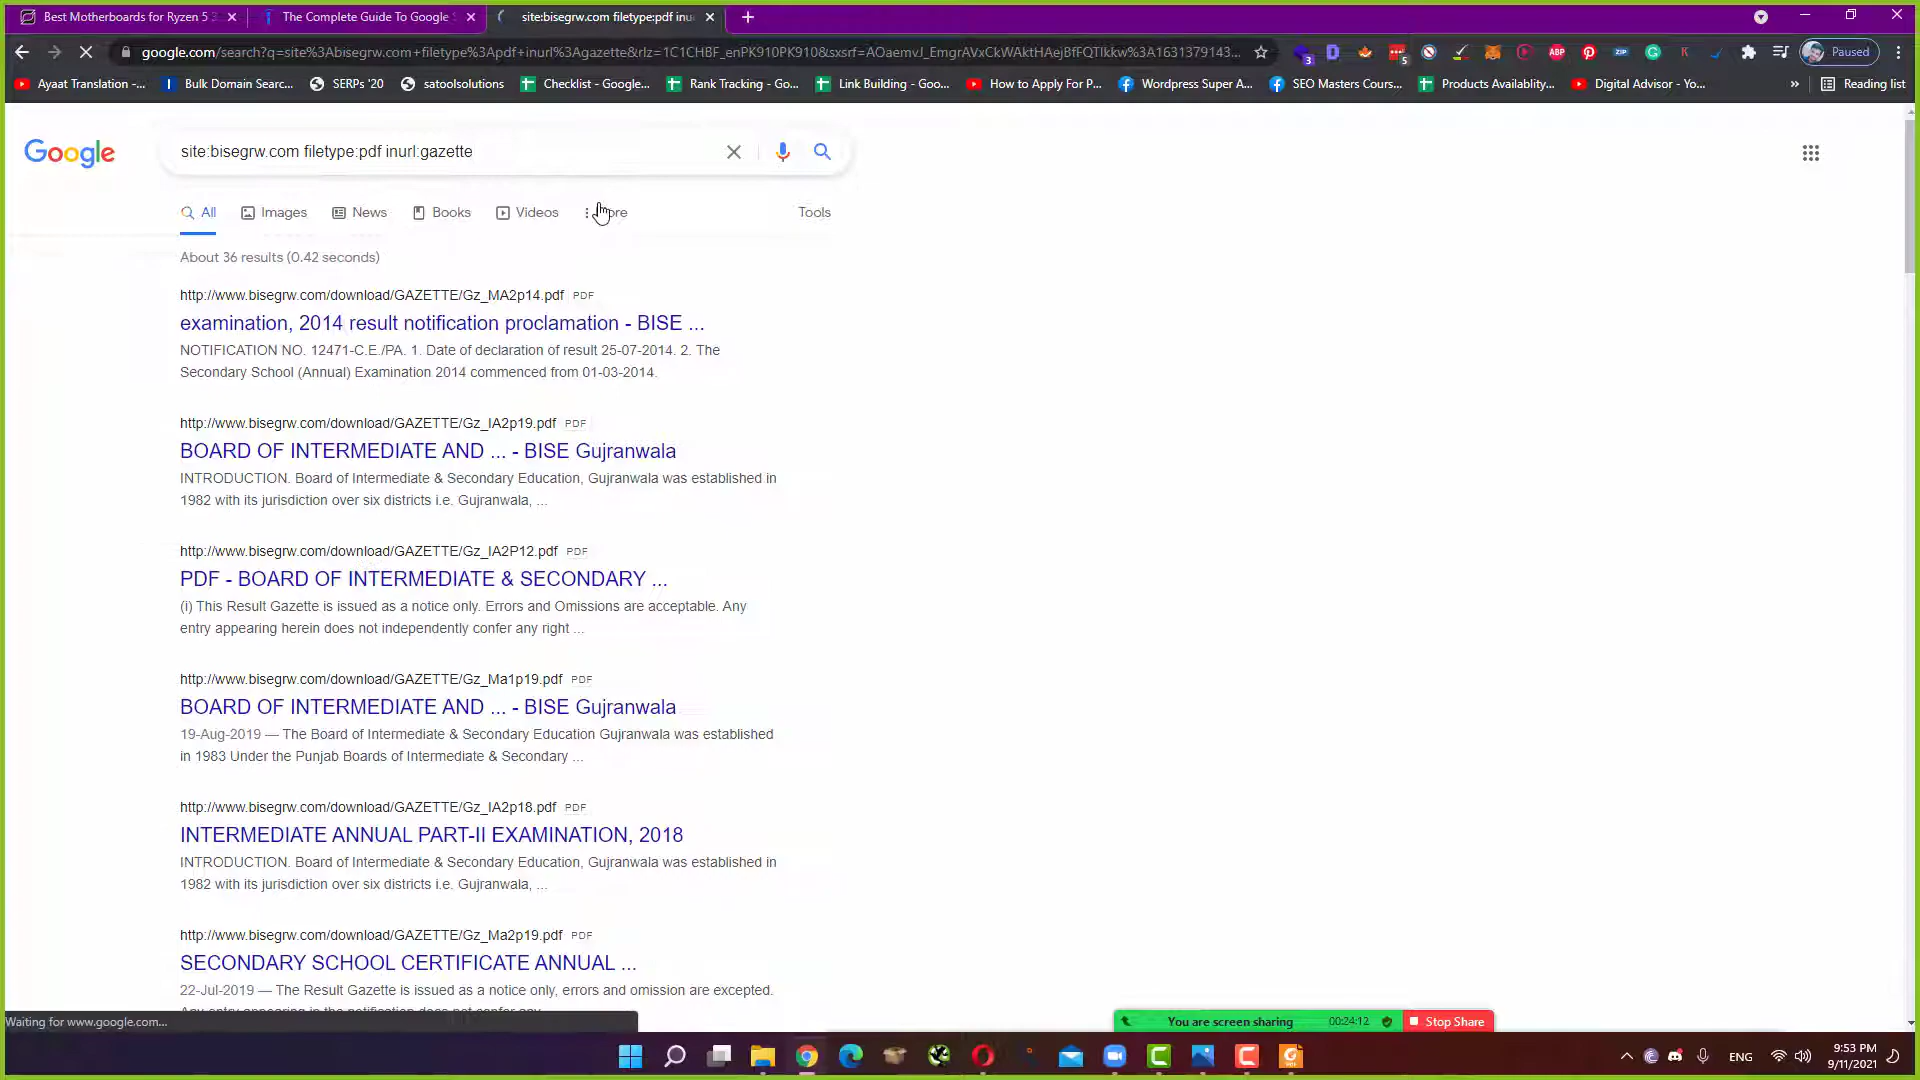 Best Motherboards for Ryzen 5 3
The Complete Guide To Google S
site:bisegrw.com filetype:pdf inu
google.com/search?q=site%3Abisegrw.com+filetype%3Apdf+inurl%3Agazette&rlz=1C1CHBF_enPK910PK910&sxsrf=AOaemvJ_EmgrAVxCkWAktHAejBfFQTlkkw%3A1631379143...
3
5
ABP
ZIP
Paused
Ayaat Translation -...
Bulk Domain Searc...
SERPs '20
satoolsolutions
Checklist - Google...
Rank Tracking - Go...
Link Building - Goo...
How to Apply For P...
Wordpress Super A...
SEO Masters Cours...
Products Availablity...
Digital Advisor - Yo...
»
Reading list
Google
site:bisegrw.com filetype:pdf inurl:gazette
All
Images
News
Books
Videos
Tools
About 36 results (0.42 seconds)
http://www.bisegrw.com/download/GAZETTE/Gz_MA2p14.pdf PDF
examination, 2014 result notification proclamation - BISE ...
NOTIFICATION NO. 12471-C.E./PA. 1. Date of declaration of result 25-07-2014. 2. The
Secondary School (Annual) Examination 2014 commenced from 01-03-2014.
http://www.bisegrw.com/download/GAZETTE/Gz_IA2p19.pdf PDF
BOARD OF INTERMEDIATE AND ... - BISE Gujranwala
INTRODUCTION. Board of Intermediate & Secondary Education, Gujranwala was established in
1982 with its jurisdiction over six districts i.e. Gujranwala, ...
http://www.bisegrw.com/download/GAZETTE/Gz_IA2P12.pdf PDF
PDF - BOARD OF INTERMEDIATE & SECONDARY ...
(i) This Result Gazette is issued as a notice only. Errors and Omissions are acceptable. Any
entry appearing herein does not independently confer any right ...
http://www.bisegrw.com/download/GAZETTE/Gz_Ma1p19.pdf PDF
BOARD OF INTERMEDIATE AND ... - BISE Gujranwala
19-Aug-2019 — The Board of Intermediate & Secondary Education Gujranwala was established
in 1983 Under the Punjab Boards of Intermediate & Secondary ...
http://www.bisegrw.com/download/GAZETTE/Gz_IA2p18.pdf PDF
INTERMEDIATE ANNUAL PART-II EXAMINATION, 2018
INTRODUCTION. Board of Intermediate & Secondary Education, Gujranwala was established in
1982 with its jurisdiction over six districts i.e. Gujranwala, ...
http://www.bisegrw.com/download/GAZETTE/Gz_Ma2p19.pdf PDF
SECONDARY SCHOOL CERTIFICATE ANNUAL ...
22-Jul-2019 — The Result Gazette is issued as a notice only, errors and omission are excepted.
Waiting for www.google.com...
You are screen sharing
00:24:12
Stop Share
ENG
9:53 PM
9/11/2021